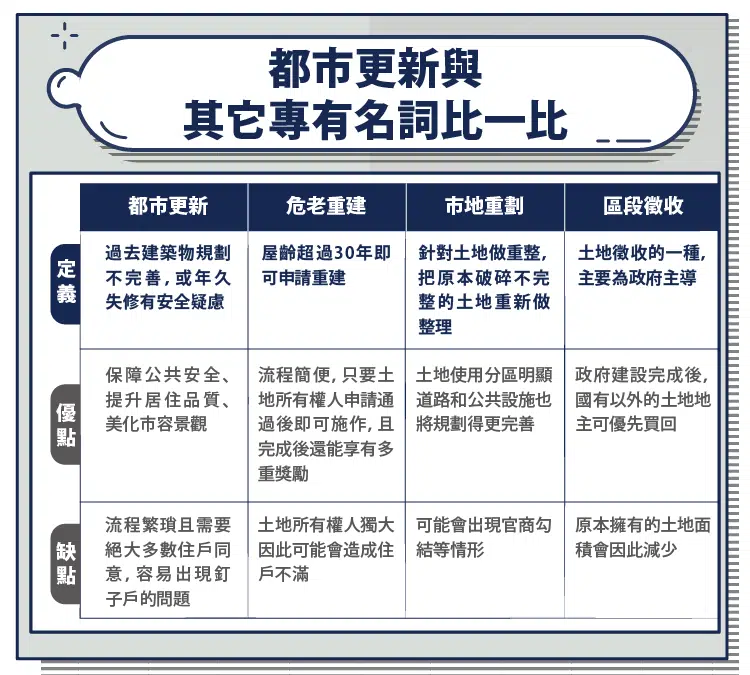 都市更新與
其它專有名詞比一比
都市更新
危老重建
市地重劃
區段徵收
定義
過去建築物規劃
不完善，或年久
失修有安全疑慮
屋齡超過30年即
可申請重建
針對土地做重整，
把原本破碎不完
整的土地重新做
整理
土地徵收的一種，
主要為政府主導
優點
保障公共安全、
提升居住品質、
美化市容景觀
流程簡便，只要土
地所有權人申請通
過後即可施作，且
完成後還能享有多
重獎勵
土地使用分區明顯
道路和公共設施也
將規劃得更完善
政府建設完成後，
國有以外的土地地
主可優先買回
缺點
流程繁瑣且需要
絕大多數住戶同
意，容易出現釘
子戶的問題
土地所有權人獨大
因此可能會造成住
戶不滿
可能會出現官商勾
結等情形
原本擁有的土地面
積會因此減少